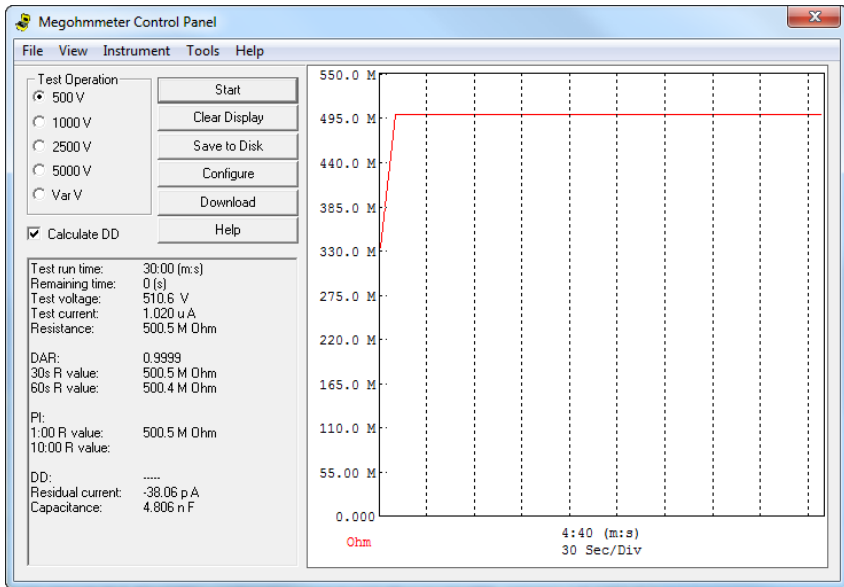 Megohmmeter Control Panel
File View Instrument Tools Help
Test Operation
500 V
1000 V
2500 V
5000 V
Var V
Calculate DD
Start
Clear Display
Save to Disk
Configure
Download
Help
Test run time: 30:00 (m:s)
Remaining time: 0 (s)
Test voltage: 510.6 V
Test current: 1.020 u A
Resistance: 500.5 M Ohm
DAR: 0.9999
30s R value: 500.5 M Ohm
60s R value: 500.4 M Ohm
PI:
1:00 R value: 500.5 M Ohm
10:00 R value:
DD: -----
Residual current: -38.06 p A
Capacitance: 4.806 n F
550.0 M
495.0 M
440.0 M
385.0 M
330.0 M
275.0 M
220.0 M
165.0 M
110.0 M
55.00 M
0.000
Ohm
4:40 (m:s)
30 Sec/Div